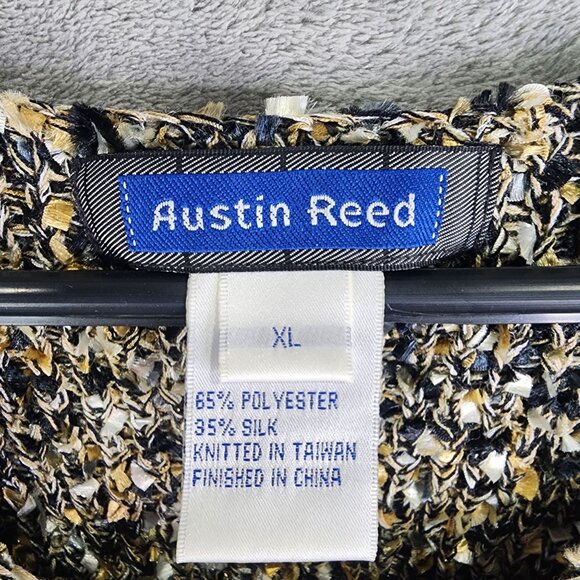 Austin Reed
XL
65% POLYESTER
35% SILK
KNITTED IN TAIWAN
FINISHED IN CHINA